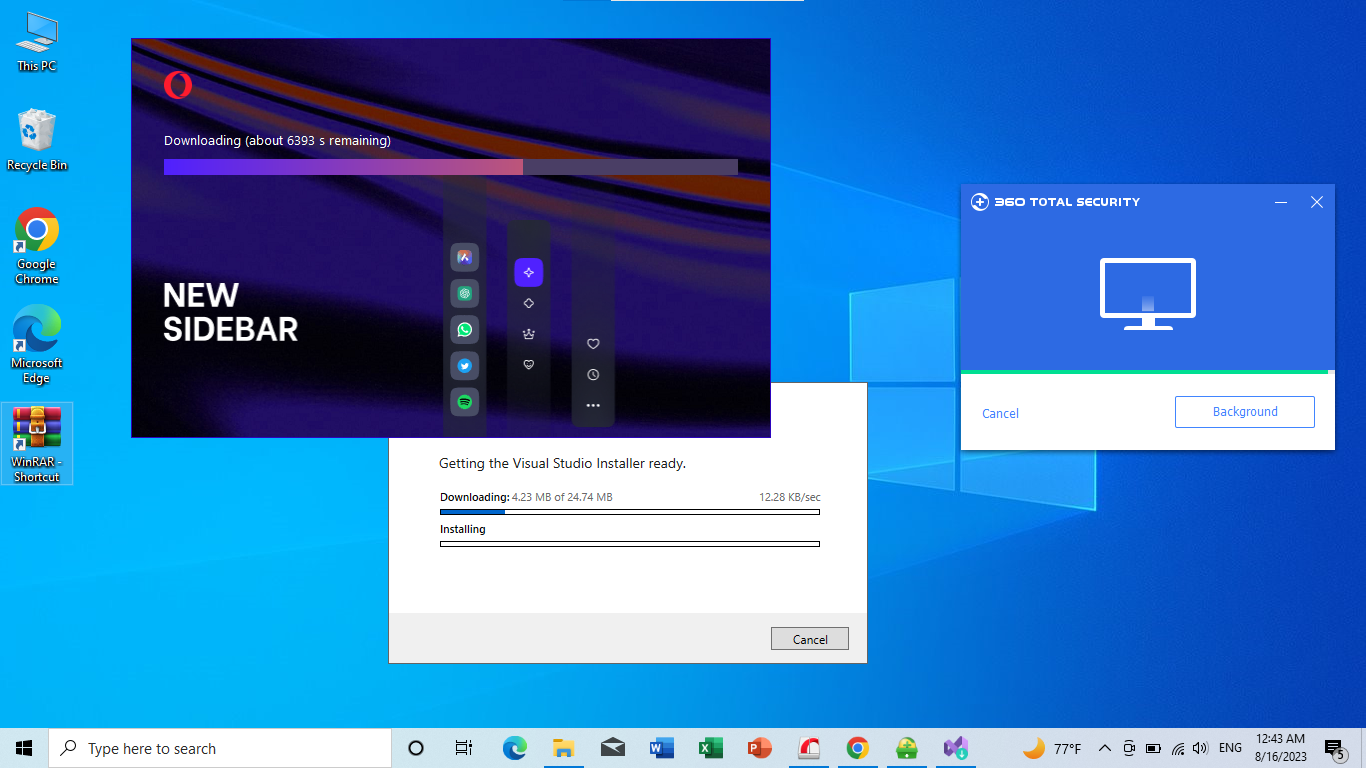 This PC
Recycle Bin
Google
Chrome
Microsoft
Edge
WinRAR -
Shortcut
Downloading (about 6393 s remaining)
NEW
SIDEBAR
360 TOTAL SECURITY
Cancel
Background
Getting the Visual Studio Installer ready.
Downloading: 4.23 MB of 24.74 MB
12.28 KB/sec
Installing
Cancel
Type here to search
77°F
ENG
12:43 AM
8/16/2023
5